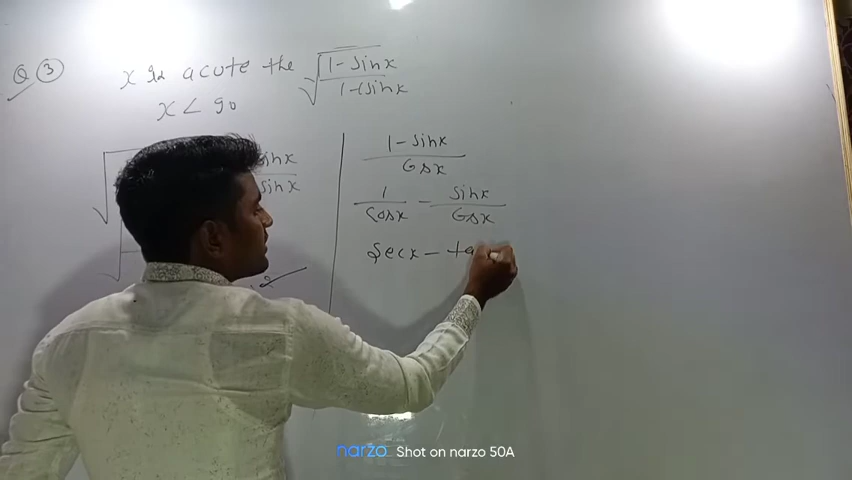 Q 3 x is acute the √ 1 - sinx / 1 + sinx
x < 90
sinx
sinx
1 - sinx / Cosx
1 / Cosx - sinx / Cosx
Secx - ta
narzo Shot on narzo 50A